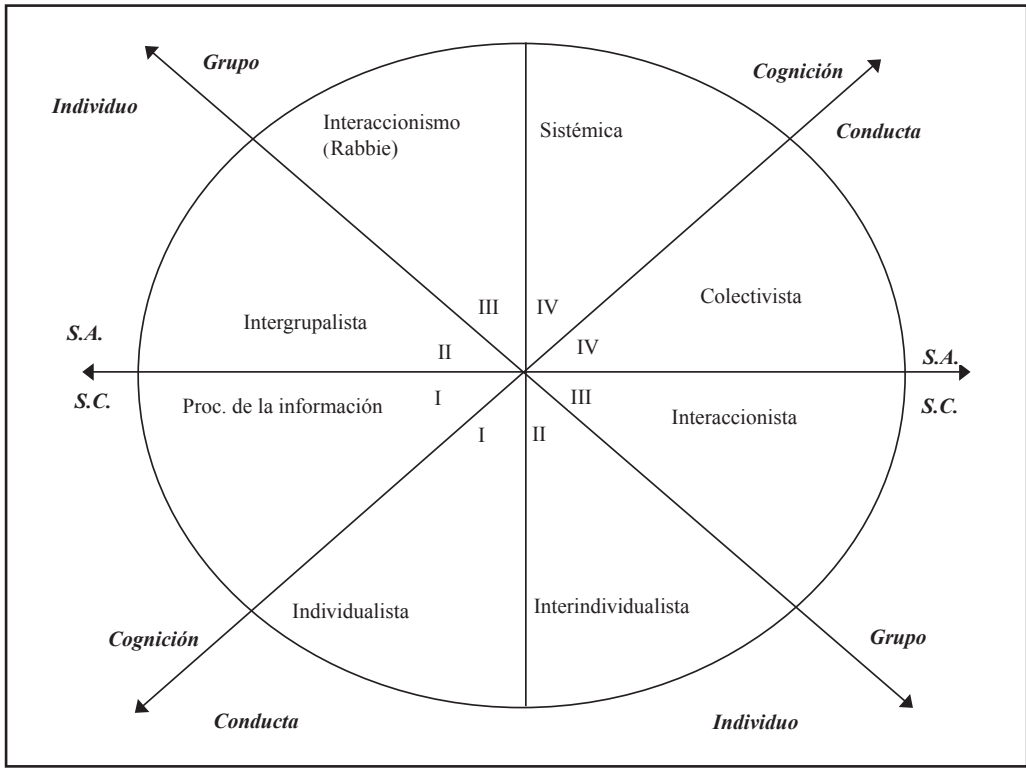 Grupo
Cognición
Individuo
Interaccionismo
(Rabbie)
Sistémica
Conducta
Colectivista
III
IV
Intergrupalista
S.A.
II
IV
S.A.
S.C.
Proc. de la información
I
III
S.C.
Interaccionista
I
II
Individualista
Interindividualista
Cognición
Grupo
Conducta
Individuo